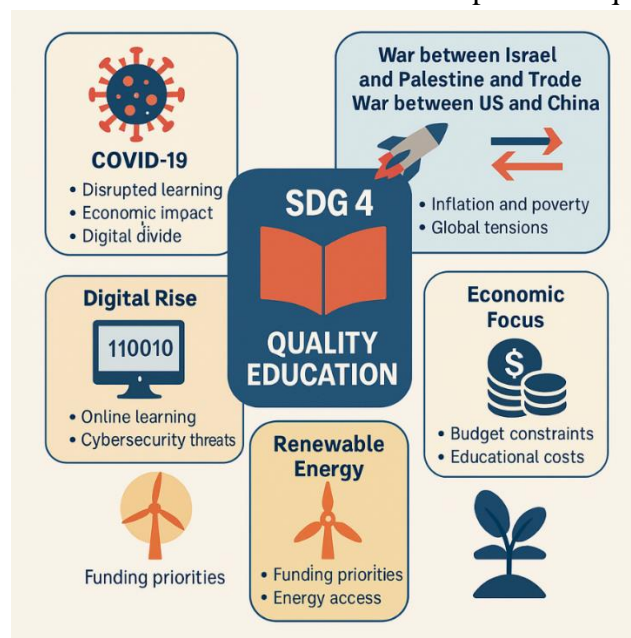 COVID-19
• Disrupted learning
• Economic impact
• Digital divide
War between Israel
and Palestine and Trade
War between US and China
• Inflation and poverty
• Global tensions
SDG 4
QUALITY
EDUCATION
Digital Rise
110010
• Online learning
• Cybersecurity threats
Economic
Focus
$
• Budget constraints
• Educational costs
Renewable
Energy
• Funding priorities
• Energy access
Funding priorities